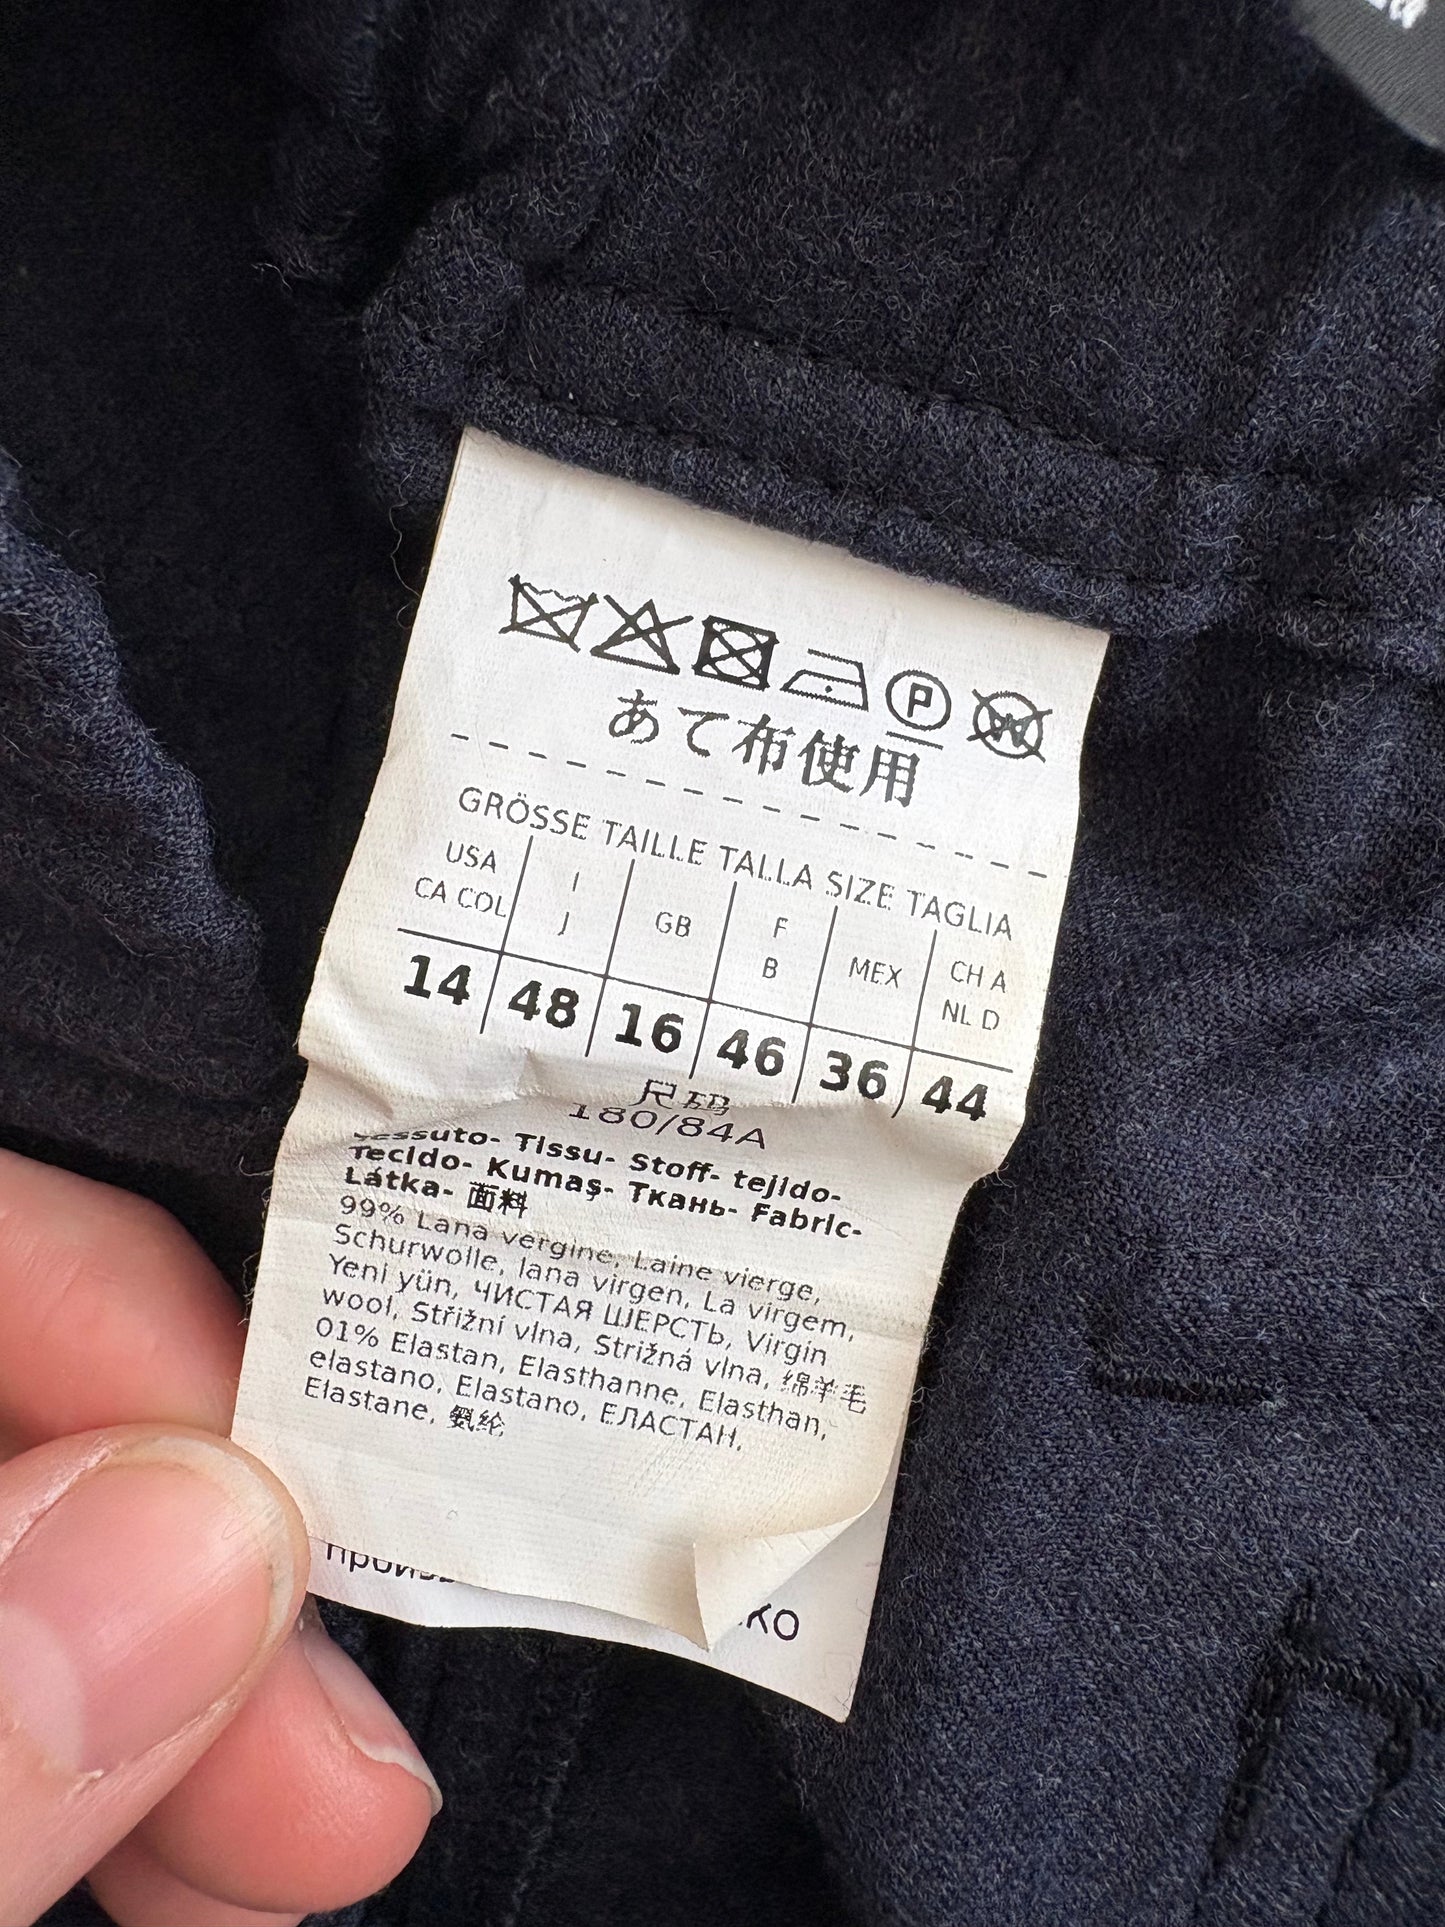 P W
あて布使用
GRÖSSE TAILLE TALLA SIZE TAGLIA
USA CA COL I J GB F B MEX CH A NL D
14 48 16 46 36 44
尺码
180/84A
Tessuto- Tissu- Stoff- tejido-
Tecido- Kumaş- Ткань- Fabric-
Látka- 面料
99% Lana vergine, Laine vierge,
Schurwolle, lana virgen, La virgem,
Yeni yün, ЧИСТАЯ ШЕРСТЬ, Virgin
wool, Střižní vlna, Strižná vlna, 绵羊毛
01% Elastan, Elasthanne, Elasthan,
elastano, Elastano, ЕЛАСТАН,
Elastane, 氨纶